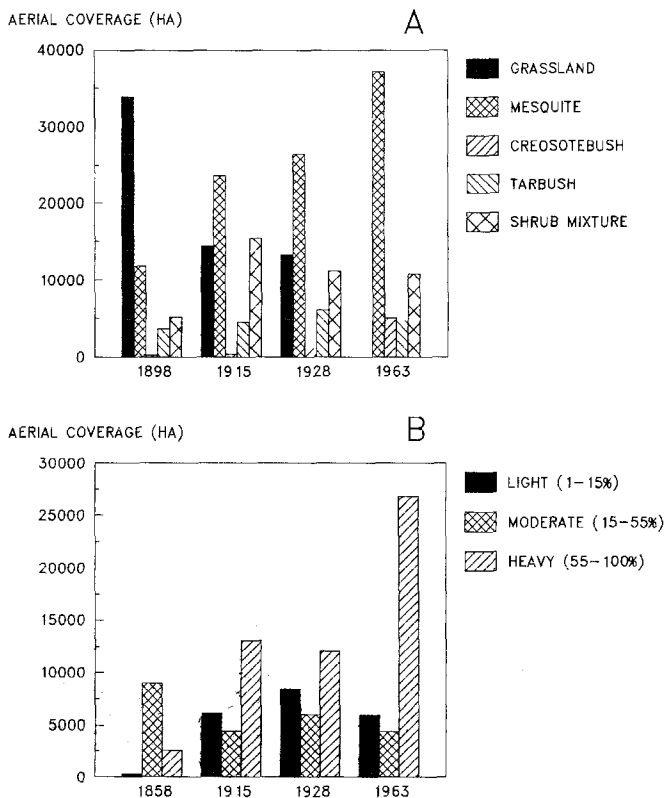 AERIAL COVERAGE (HA)
A
40000
30000
20000
10000
0
1898 1915 1928 1963
GRASSLAND
MESQUITE
CREOSOTEBUSH
TARBUSH
SHRUB MIXTURE
AERIAL COVERAGE (HA)
B
30000
25000
20000
15000
10000
5000
0
1858 1915 1928 1963
LIGHT (1-15%)
MODERATE (15-55%)
HEAVY (55-100%)